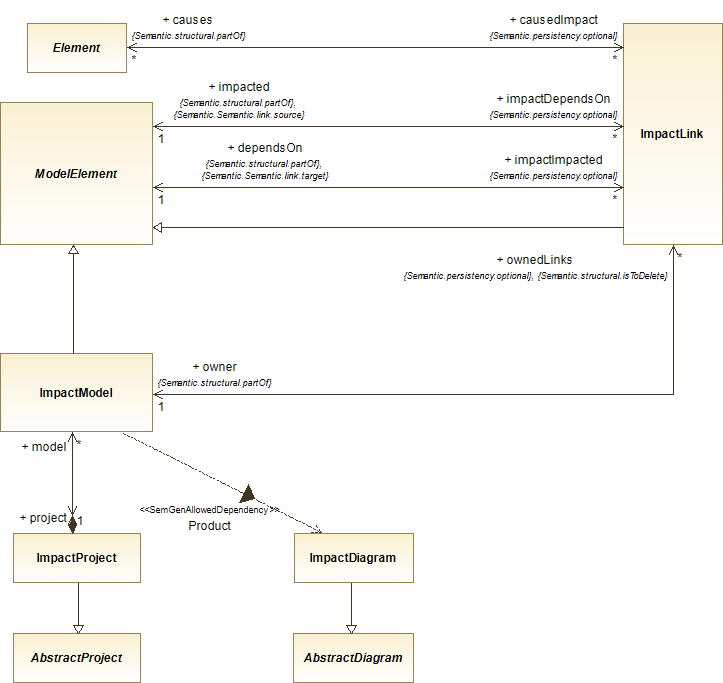 + causes
+ causedImpact
{Semantic.structural.partOf}
{Semantic.persistency.optional}
Element
*
*
+ impacted
{Semantic.structural.partOf},
{Semantic.Semantic.link.source}
+ impactDependsOn
{Semantic.persistency.optional}
1
*
ImpactLink
+ dependsOn
{Semantic.structural.partOf},
{Semantic.Semantic.link.target}
+ impactImpacted
{Semantic.persistency.optional}
ModelElement
1
*
+ ownedLinks
*
{Semantic.persistency.optional}, {Semantic.structural.isToDelete}
+ owner
{Semantic.structural.partOf}
ImpactModel
1
+ model
*
<<SemGenAllowedDependency>>
+ project
1
Product
ImpactProject
ImpactDiagram
AbstractProject
AbstractDiagram